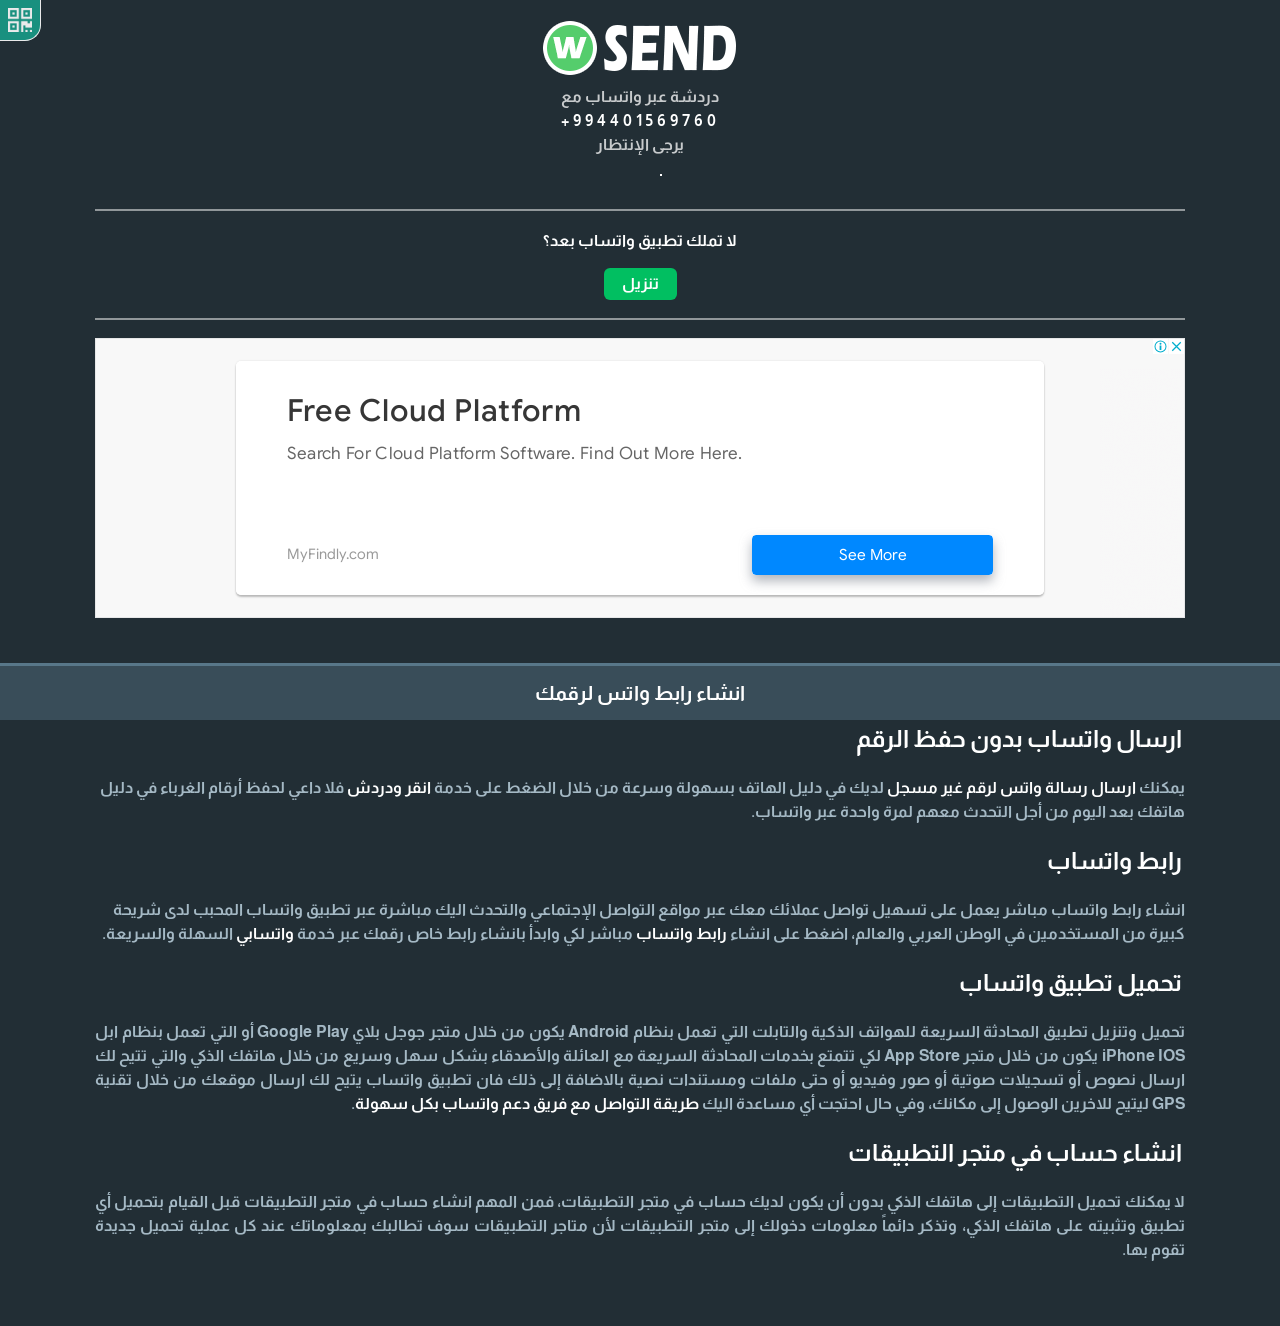 W SEND
دردشة عبر واتساب مع
+994401569760
يرجى الإنتظار
.
لا تملك تطبيق واتساب بعد؟
تنزيل
Free Cloud Platform
Search For Cloud Platform Software. Find Out More Here.
MyFindly.com
See More
انشاء رابط واتس لرقمك
ارسال واتساب بدون حفظ الرقم
يمكنك ارسال رسالة واتس لرقم غير مسجل لديك في دليل الهاتف بسهولة وسرعة من خلال الضغط على خدمة انقر ودردش فلا داعي لحفظ أرقام الغرباء في دليل
هاتفك بعد اليوم من أجل التحدث معهم لمرة واحدة عبر واتساب.
رابط واتساب
انشاء رابط واتساب مباشر يعمل على تسهيل تواصل عملائك معك عبر مواقع التواصل الإجتماعي والتحدث اليك مباشرة عبر تطبيق واتساب المحبب لدى شريحة
كبيرة من المستخدمين في الوطن العربي والعالم، اضغط على انشاء رابط واتساب مباشر لكي وابدأ بانشاء رابط خاص رقمك عبر خدمة واتسابي السهلة والسريعة.
تحميل تطبيق واتساب
تحميل وتنزيل تطبيق المحادثة السريعة للهواتف الذكية والتابلت التي تعمل بنظام Android يكون من خلال متجر جوجل بلاي Google Play أو التي تعمل بنظام ابل
iPhone IOS يكون من خلال متجر App Store لكي تتمتع بخدمات المحادثة السريعة مع العائلة والأصدقاء بشكل سهل وسريع من خلال هاتفك الذكي والتي تتيح لك
ارسال نصوص أو تسجيلات صوتية أو صور وفيديو أو حتى ملفات ومستندات نصية بالاضافة إلى ذلك فان تطبيق واتساب يتيح لك ارسال موقعك من خلال تقنية
GPS ليتيح للاخرين الوصول إلى مكانك، وفي حال احتجت أي مساعدة اليك طريقة التواصل مع فريق دعم واتساب بكل سهولة.
انشاء حساب في متجر التطبيقات
لا يمكنك تحميل التطبيقات إلى هاتفك الذكي بدون أن يكون لديك حساب في متجر التطبيقات، فمن المهم انشاء حساب في متجر التطبيقات قبل القيام بتحميل أي
تطبيق وتثبيته على هاتفك الذكي، وتذكر دائماً معلومات دخولك إلى متجر التطبيقات لأن متاجر التطبيقات سوف تطالبك بمعلوماتك عند كل عملية تحميل جديدة
تقوم بها.